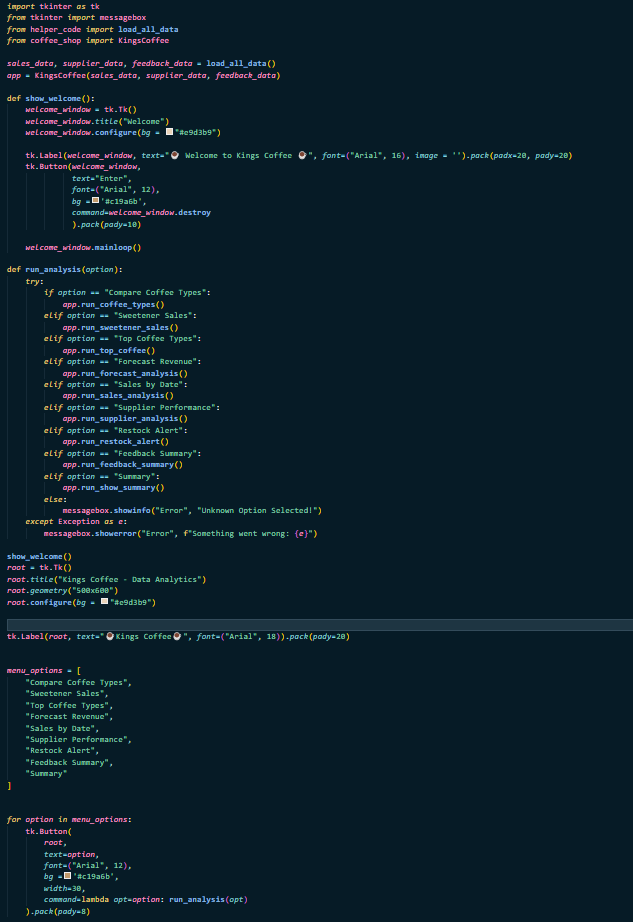 import tkinter as tk
from tkinter import messagebox
from helper_code import load_all_data
from coffee_shop import KingsCoffee

sales_data, supplier_data, feedback_data = load_all_data()
app = KingsCoffee(sales_data, supplier_data, feedback_data)

def show_welcome():
    welcome_window = tk.Tk()
    welcome_window.title("Welcome")
    welcome_window.configure(bg = "#e9d3b9")

    tk.Label(welcome_window, text="☕ Welcome to Kings Coffee ☕", font=("Arial", 16), image = '').pack(padx=20, pady=20)
    tk.Button(welcome_window,
              text="Enter",
              font=("Arial", 12),
              bg ='#c19a6b',
              command=welcome_window.destroy
              ).pack(pady=10)

    welcome_window.mainloop()

def run_analysis(option):
    try:
        if option == "Compare Coffee Types":
            app.run_coffee_types()
        elif option == "Sweetener Sales":
            app.run_sweetener_sales()
        elif option == "Top Coffee Types":
            app.run_top_coffee()
        elif option == "Forecast Revenue":
            app.run_forecast_analysis()
        elif option == "Sales by Date":
            app.run_sales_analysis()
        elif option == "Supplier Performance":
            app.run_supplier_analysis()
        elif option == "Restock Alert":
            app.run_restock_alert()
        elif option == "Feedback Summary":
            app.run_feedback_summary()
        elif option == "Summary":
            app.run_show_summary()
        else:
            messagebox.showinfo("Error", "Unknown Option Selected!")
    except Exception as e:
        messagebox.showerror("Error", f"Something went wrong: {e}")

show_welcome()
root = tk.Tk()
root.title("Kings Coffee - Data Analytics")
root.geometry("500x600")
root.configure(bg = "#e9d3b9")

tk.Label(root, text="☕Kings Coffee☕", font=("Arial", 18)).pack(pady=20)

menu_options = [
    "Compare Coffee Types",
    "Sweetener Sales",
    "Top Coffee Types",
    "Forecast Revenue",
    "Sales by Date",
    "Supplier Performance",
    "Restock Alert",
    "Feedback Summary",
    "Summary"
]

for option in menu_options:
    tk.Button(
        root,
        text=option,
        font=("Arial", 12),
        bg ='#c19a6b',
        width=30,
        command=lambda opt=option: run_analysis(opt)
    ).pack(pady=8)